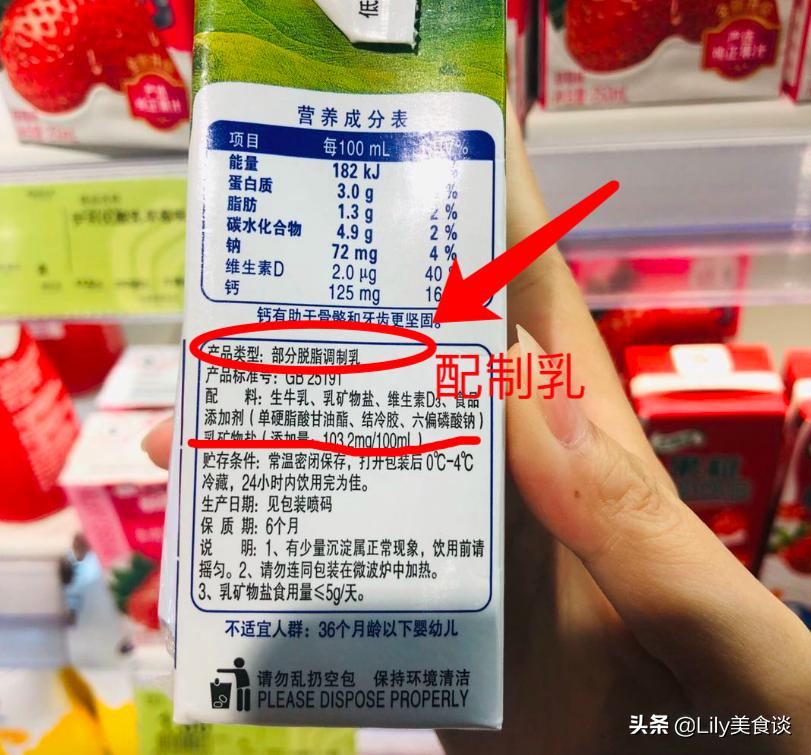 低
营养成分表
项目 每100 mL %
能量 182 kJ %
蛋白质 3.0 g %
脂肪 1.3 g 2 %
碳水化合物 4.9 g 2 %
钠 72 mg 4 %
维生素D 2.0 μg 40
钙 125 mg 16
钙有助于骨骼和牙齿更坚固。
产品类型：部分脱脂调制乳
配制乳
产品标准号：GB 25191
配 料：生牛乳、乳矿物盐、维生素D₃、食品
添加剂（单硬脂酸甘油酯、结冷胶、六偏磷酸钠）
乳矿物盐（添加量：103.2mg/100mL）
贮存条件：常温密闭保存，打开包装后0℃-4℃
冷藏，24小时内饮用完为佳。
生产日期：见包装喷码
保 质 期：6个月
说 明：1、有少量沉淀属正常现象，饮用前请
摇匀。2、请勿连同包装在微波炉中加热。
3、乳矿物盐食用量≤5g/天。
不适宜人群：36个月龄以下婴幼儿
请勿乱扔空包 保持环境清洁
PLEASE DISPOSE PROPERLY
头条 @Lily美食谈